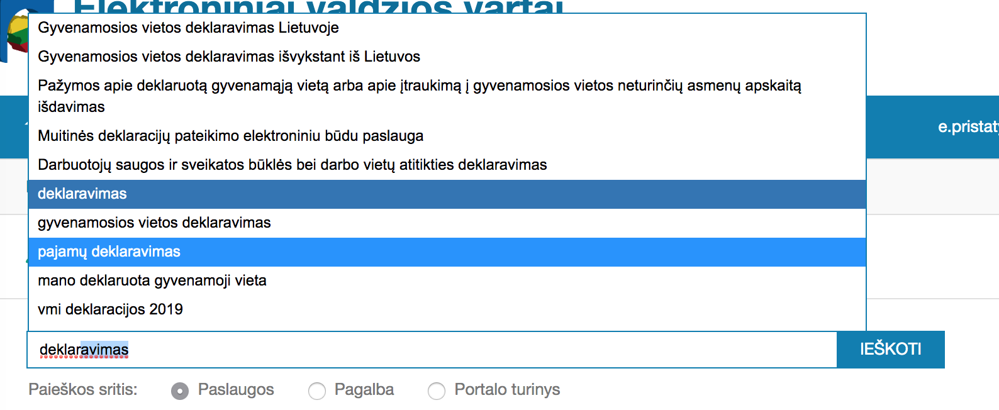 Elektroniniai valdžios vartai
Gyvenamosios vietos deklaravimas Lietuvoje
Gyvenamosios vietos deklaravimas išvykstant iš Lietuvos
Pažymos apie deklaruotą gyvenamąją vietą arba apie įtraukimą į gyvenamosios vietos neturinčių asmenų apskaitą
išdavimas
Muitinės deklaracijų pateikimo elektroniniu būdu paslauga
e.pristaty
Darbuotojų saugos ir sveikatos būklės bei darbo vietų atitikties deklaravimas
deklaravimas
gyvenamosios vietos deklaravimas
pajamų deklaravimas
mano deklaruota gyvenamoji vieta
vmi deklaracijos 2019
deklaravimas IEŠKOTI
Paieškos sritis: Paslaugos Pagalba Portalo turinys